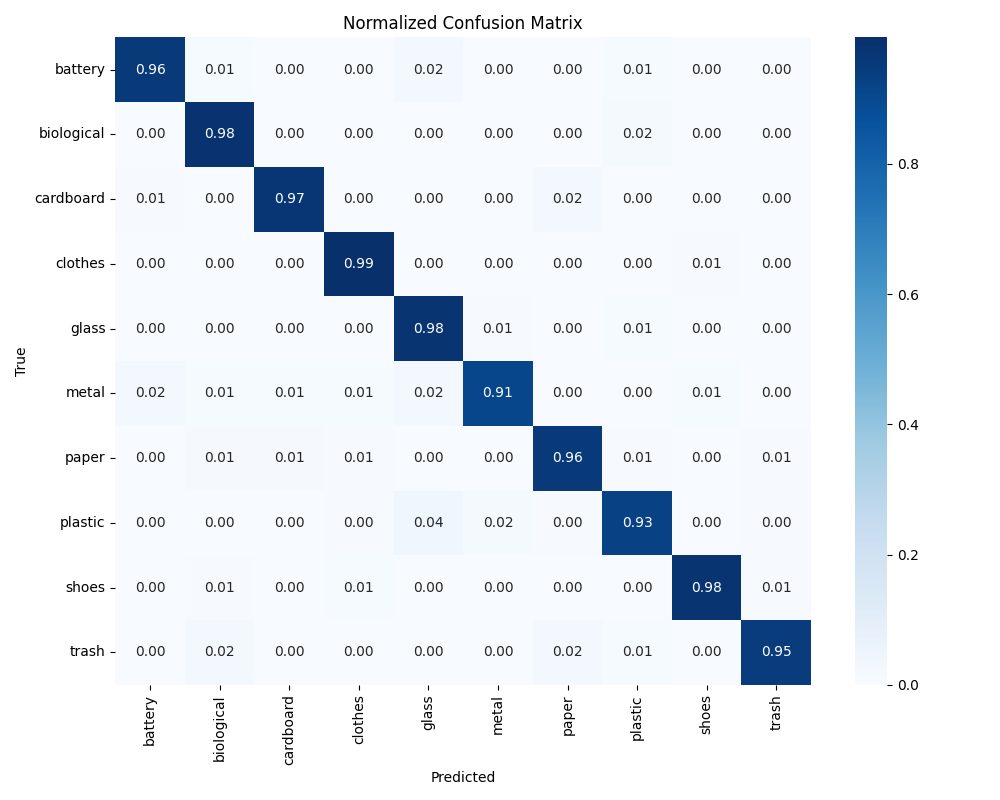 Normalized Confusion Matrix
battery 0.96 0.01 0.00 0.00 0.02 0.00 0.00 0.01 0.00 0.00
biological 0.00 0.98 0.00 0.00 0.00 0.00 0.00 0.02 0.00 0.00
cardboard 0.01 0.00 0.97 0.00 0.00 0.00 0.02 0.00 0.00 0.00
clothes 0.00 0.00 0.00 0.99 0.00 0.00 0.00 0.00 0.01 0.00
glass 0.00 0.00 0.00 0.00 0.98 0.01 0.00 0.01 0.00 0.00
metal 0.02 0.01 0.01 0.01 0.02 0.91 0.00 0.00 0.01 0.00
paper 0.00 0.01 0.01 0.01 0.00 0.00 0.96 0.01 0.00 0.01
plastic 0.00 0.00 0.00 0.00 0.04 0.02 0.00 0.93 0.00 0.00
shoes 0.00 0.01 0.00 0.01 0.00 0.00 0.00 0.00 0.98 0.01
trash 0.00 0.02 0.00 0.00 0.00 0.00 0.02 0.01 0.00 0.95
True
battery biological cardboard clothes glass metal paper plastic shoes trash
Predicted
0.8
0.6
0.4
0.2
0.0